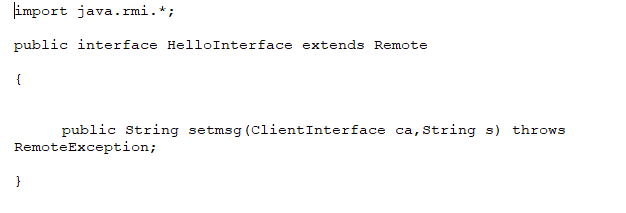 import java.rmi.*;
public interface HelloInterface extends Remote
{
public String setmsg(ClientInterface ca,String s) throws
RemoteException;
}